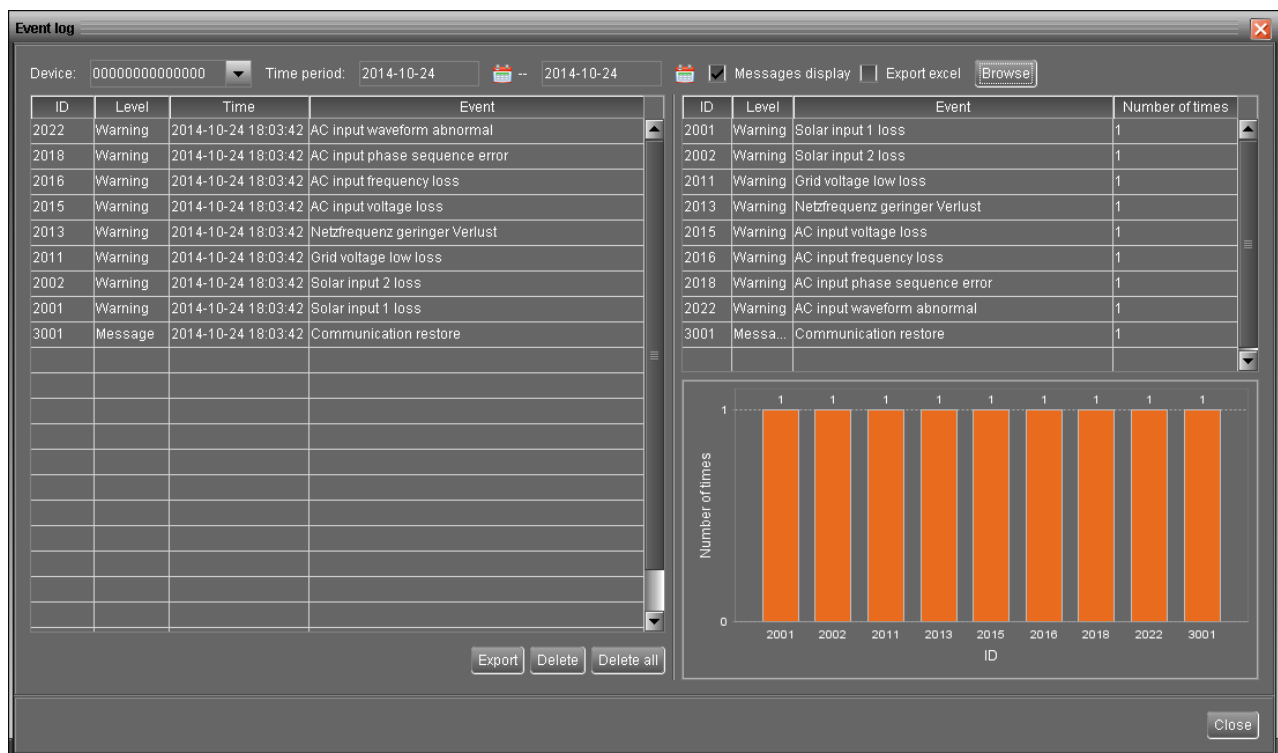 Event log
Device: 00000000000000 Time period: 2014-10-24 -- 2014-10-24 Messages display Export excel Browse
ID Level Time Event
2022 Warning 2014-10-24 18:03:42 AC input waveform abnormal
2018 Warning 2014-10-24 18:03:42 AC input phase sequence error
2016 Warning 2014-10-24 18:03:42 AC input frequency loss
2015 Warning 2014-10-24 18:03:42 AC input voltage loss
2013 Warning 2014-10-24 18:03:42 Netzfrequenz geringer Verlust
2011 Warning 2014-10-24 18:03:42 Grid voltage low loss
2002 Warning 2014-10-24 18:03:42 Solar input 2 loss
2001 Warning 2014-10-24 18:03:42 Solar input 1 loss
3001 Message 2014-10-24 18:03:42 Communication restore
Export Delete Delete all
ID Level Event Number of times
2001 Warning Solar input 1 loss 1
2002 Warning Solar input 2 loss 1
2011 Warning Grid voltage low loss 1
2013 Warning Netzfrequenz geringer Verlust 1
2015 Warning AC input voltage loss 1
2016 Warning AC input frequency loss 1
2018 Warning AC input phase sequence error 1
2022 Warning AC input waveform abnormal 1
3001 Messa... Communication restore 1
1 1 1 1 1 1 1 1 1
1
Number of times
0
2001 2002 2011 2013 2015 2016 2018 2022 3001
ID
Close